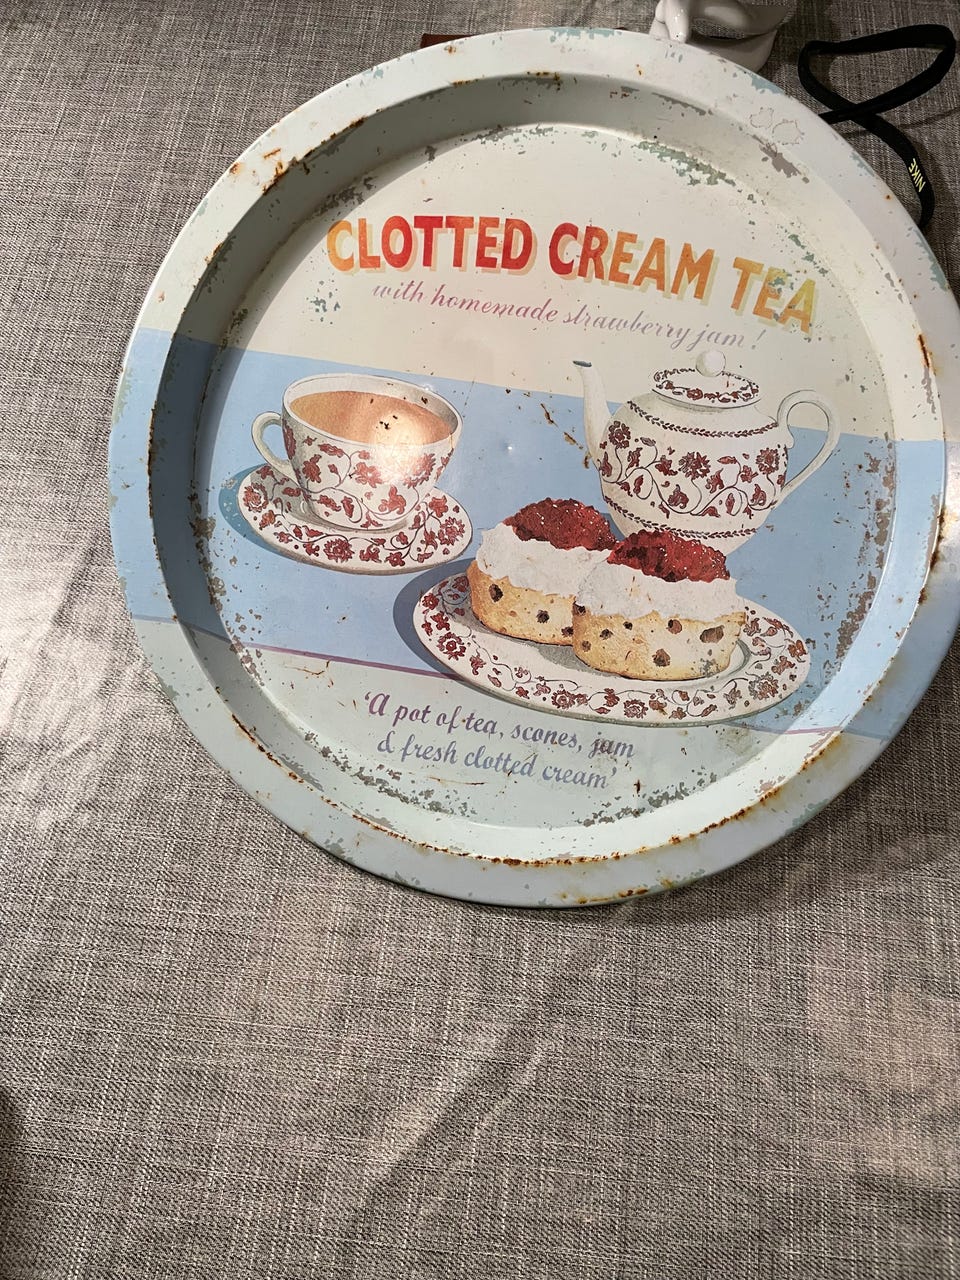 CLOTTED CREAM TEA
with homemade strawberry jam!
'A pot of tea, scones, jam
& fresh clotted cream'
NIKE